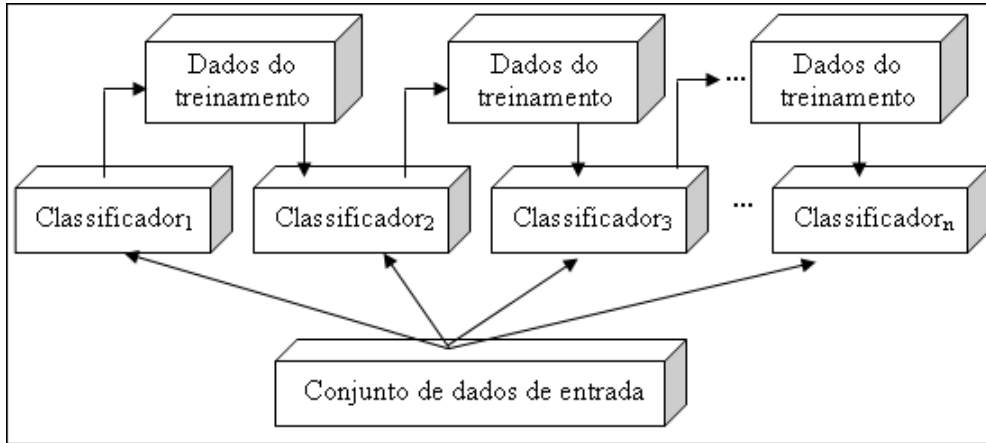 Dados do
treinamento
Dados do
treinamento
...
Dados do
treinamento
Classificador1
Classificador2
Classificador3
...
Classificadorn
Conjunto de dados de entrada